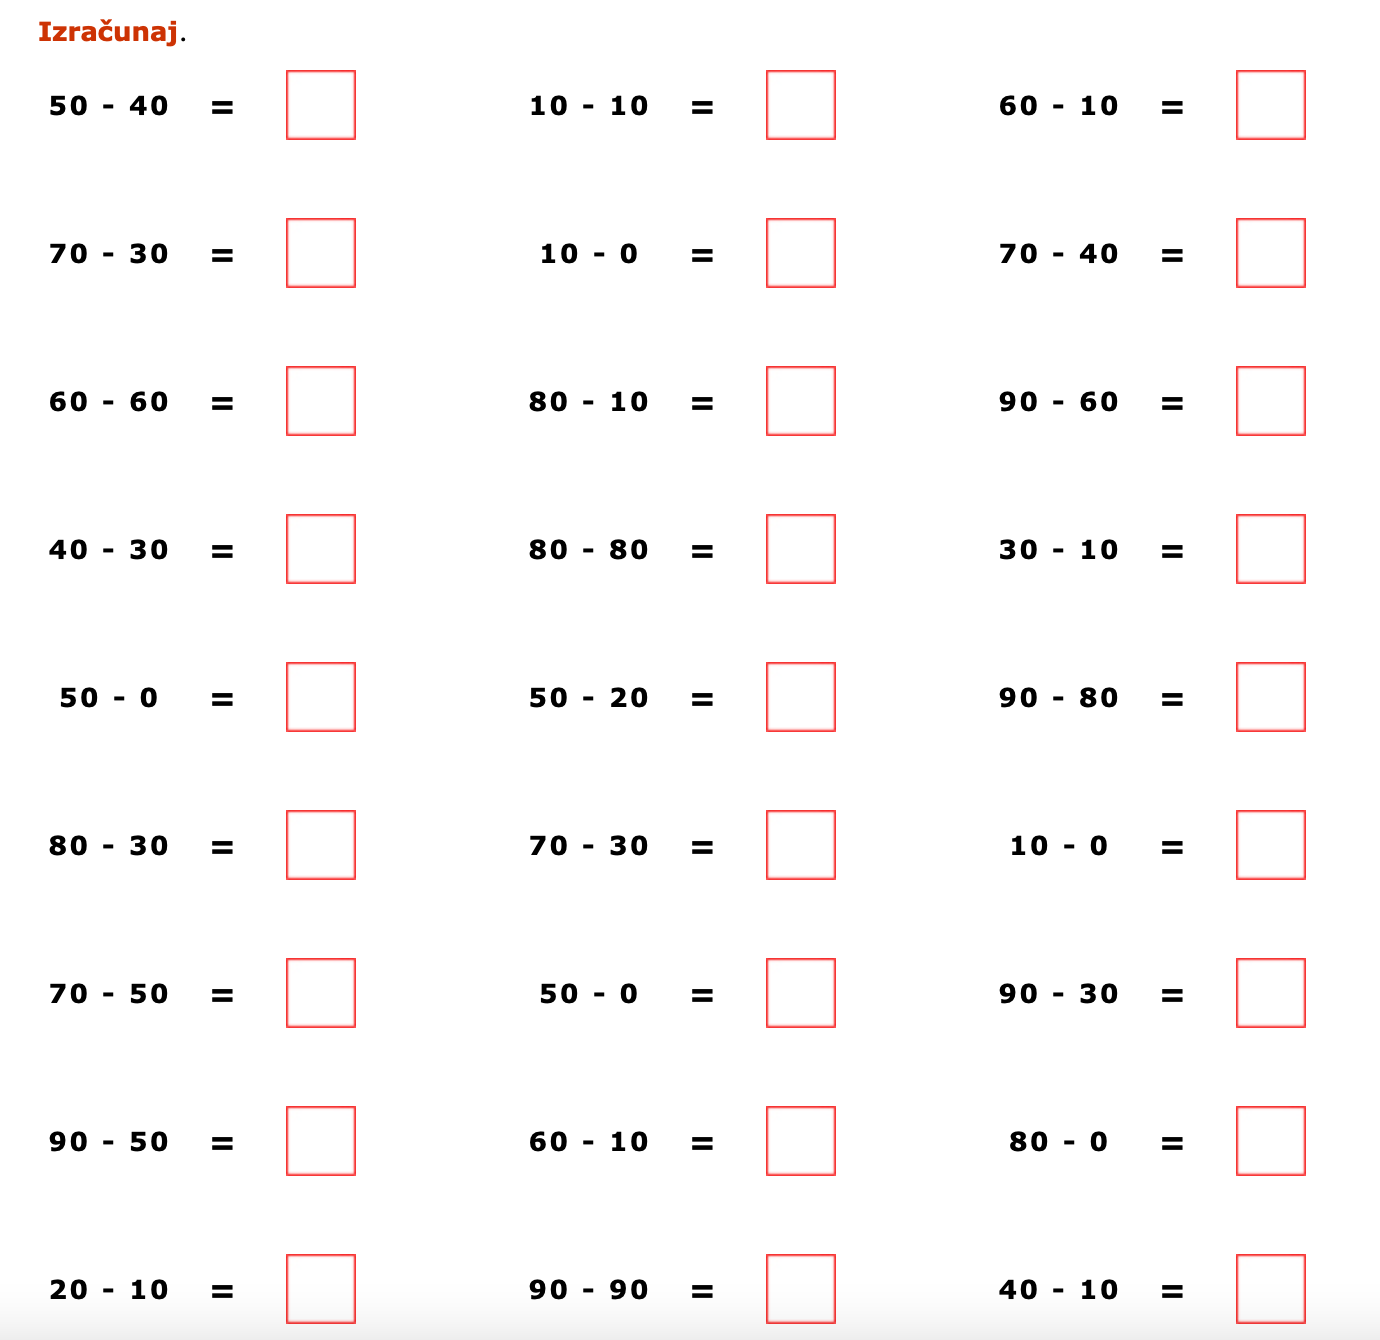 Izračunaj.
50 - 40 = 10 - 10 = 60 - 10 =
70 - 30 = 10 - 0 = 70 - 40 =
60 - 60 = 80 - 10 = 90 - 60 =
40 - 30 = 80 - 80 = 30 - 10 =
50 - 0 = 50 - 20 = 90 - 80 =
80 - 30 = 70 - 30 = 10 - 0 =
70 - 50 = 50 - 0 = 90 - 30 =
90 - 50 = 60 - 10 = 80 - 0 =
20 - 10 = 90 - 90 = 40 - 10 =